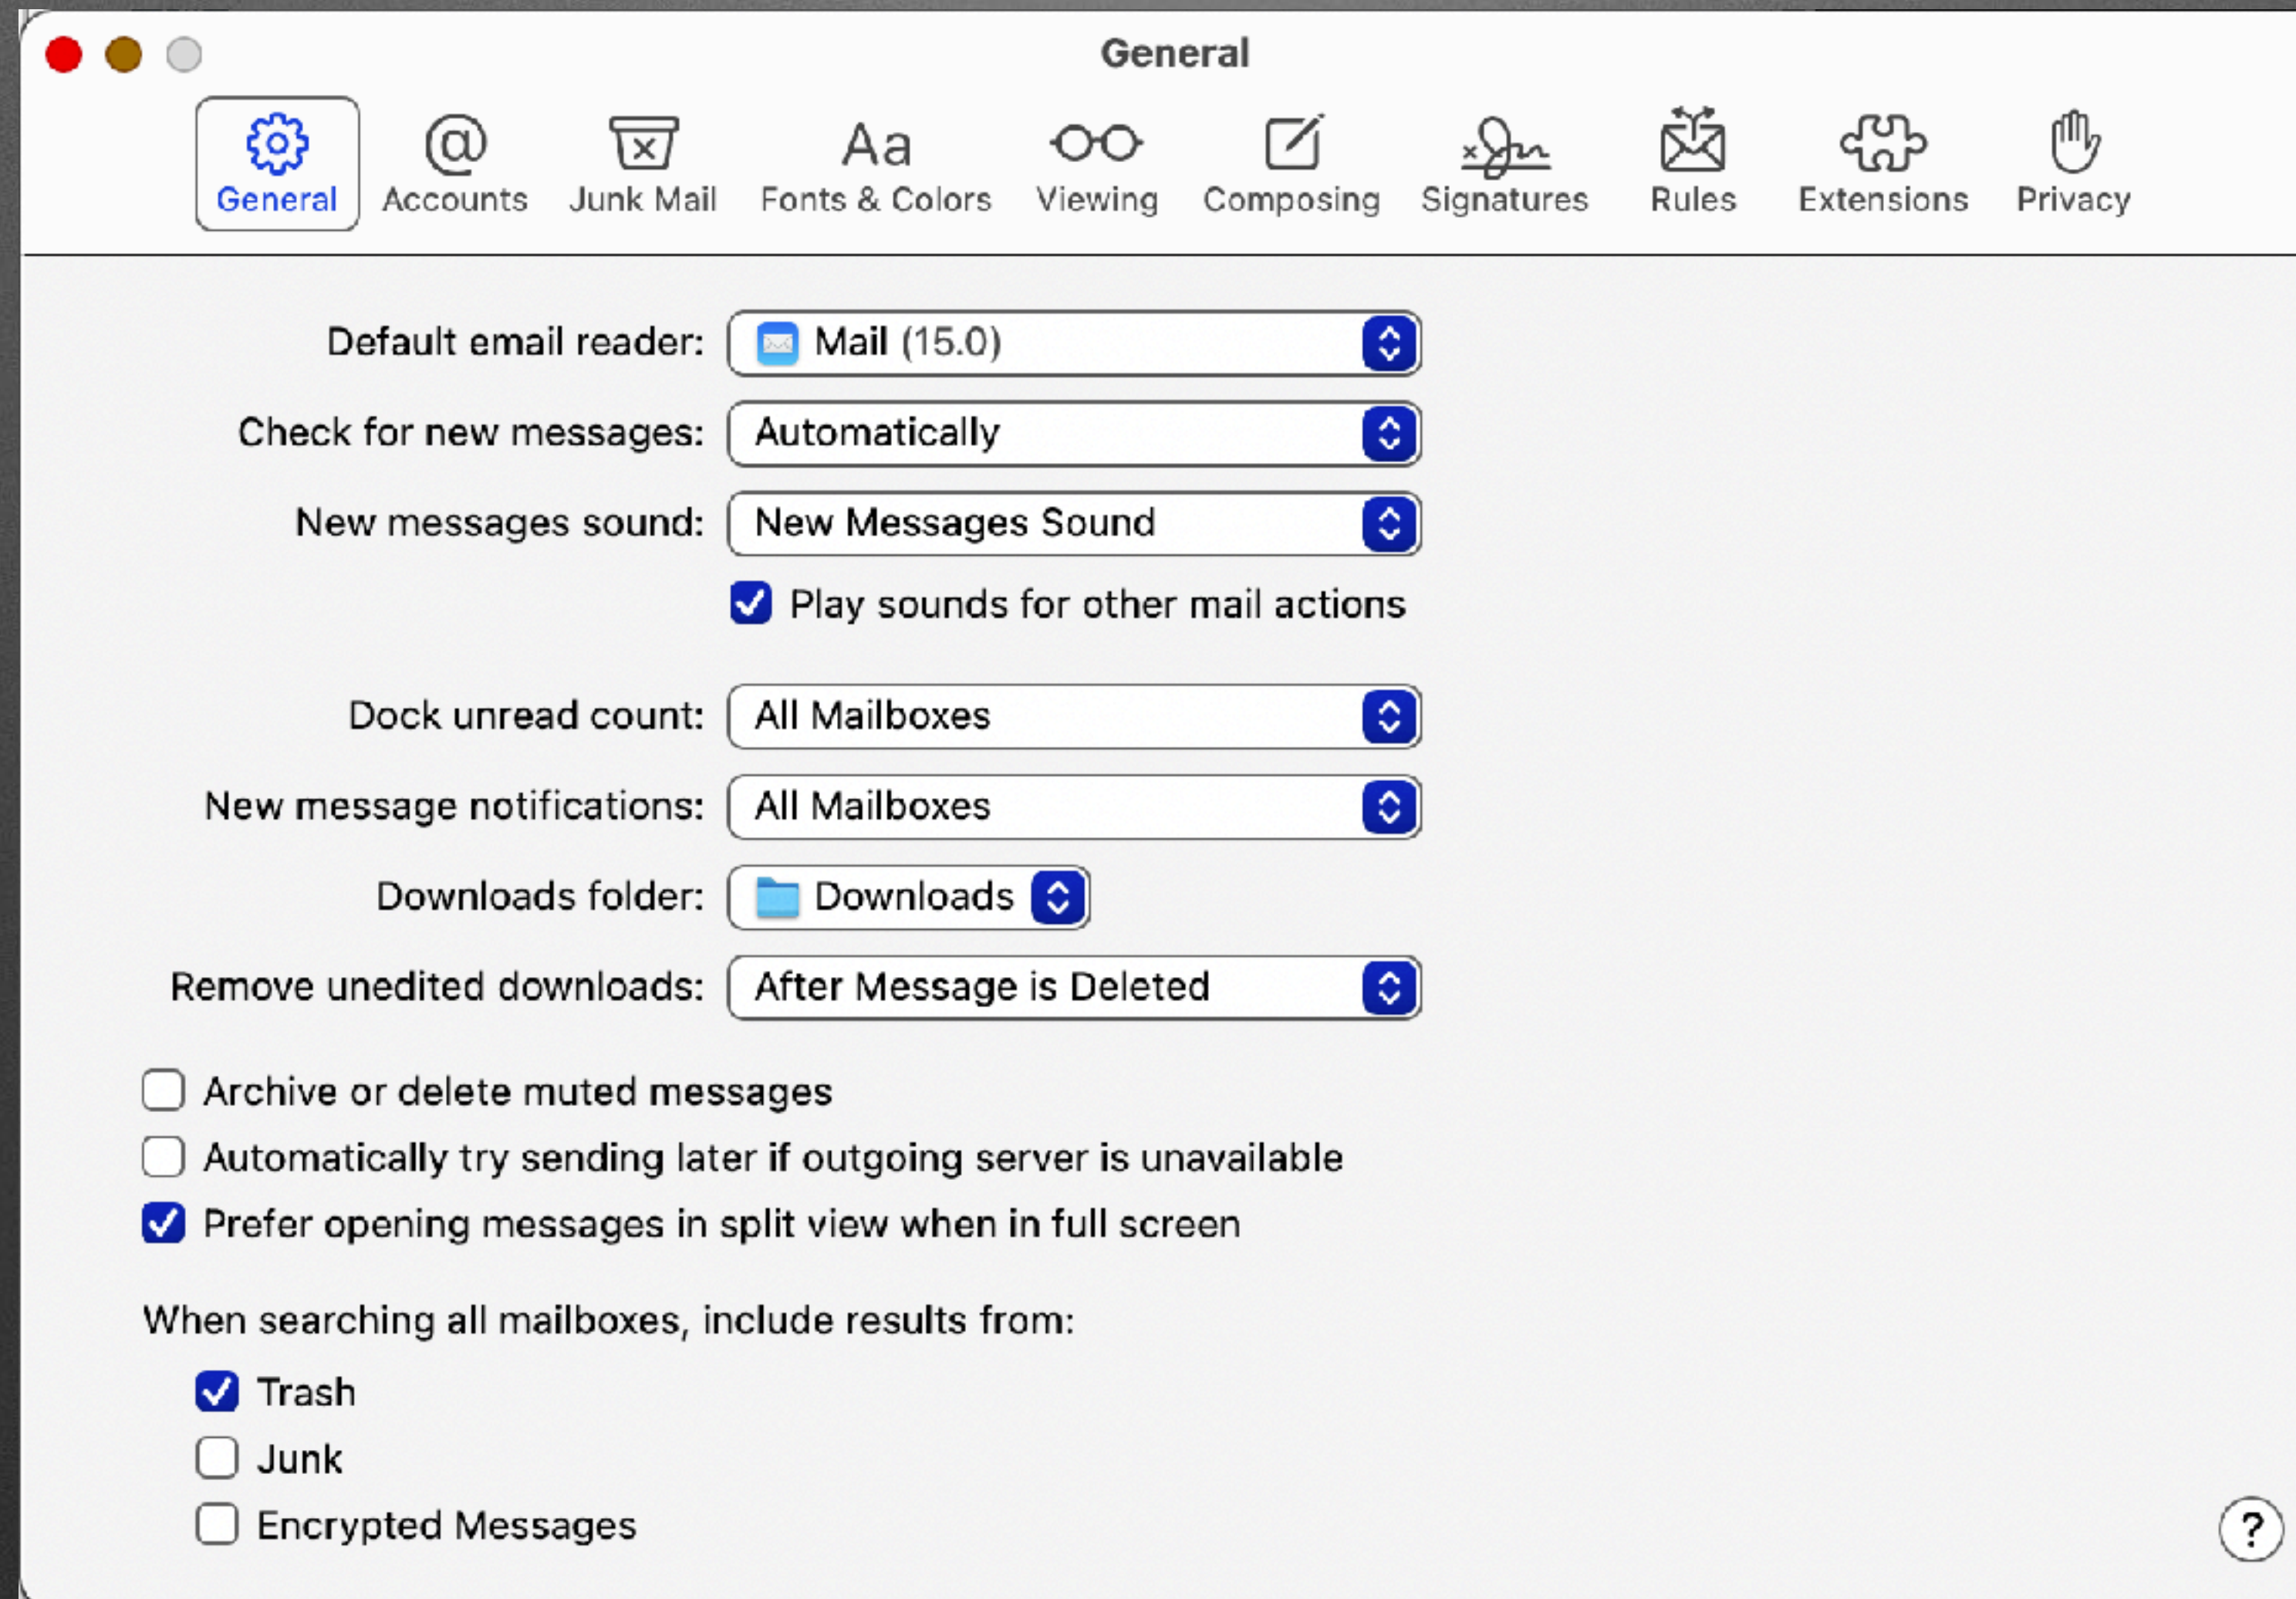 General
General Accounts Junk Mail Fonts & Colors Viewing Composing Signatures Rules Extensions Privacy
Default email reader: Mail (15.0)
Check for new messages: Automatically
New messages sound: New Messages Sound
Play sounds for other mail actions
Dock unread count: All Mailboxes
New message notifications: All Mailboxes
Downloads folder: Downloads
Remove unedited downloads: After Message is Deleted
Archive or delete muted messages
Automatically try sending later if outgoing server is unavailable
Prefer opening messages in split view when in full screen
When searching all mailboxes, include results from:
Trash
Junk
Encrypted Messages
?